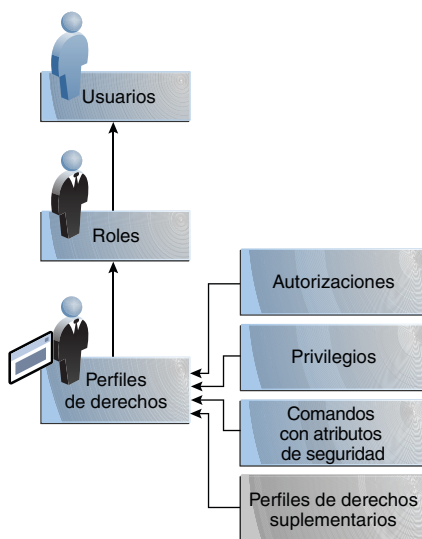 Usuarios
Roles
Perfiles
de derechos
Autorizaciones
Privilegios
Comandos
con atributos
de seguridad
Perfiles de derechos
suplementarios